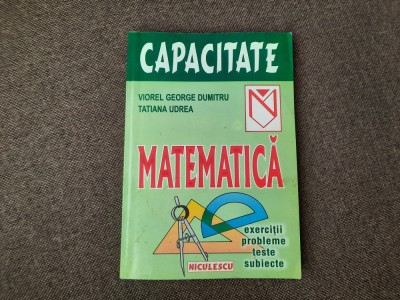 CAPACITATE
VIOREL GEORGE DUMITRU
TATIANA UDREA
MATEMATICĂ
exerciții
probleme
teste
subiecte
NICULESCU